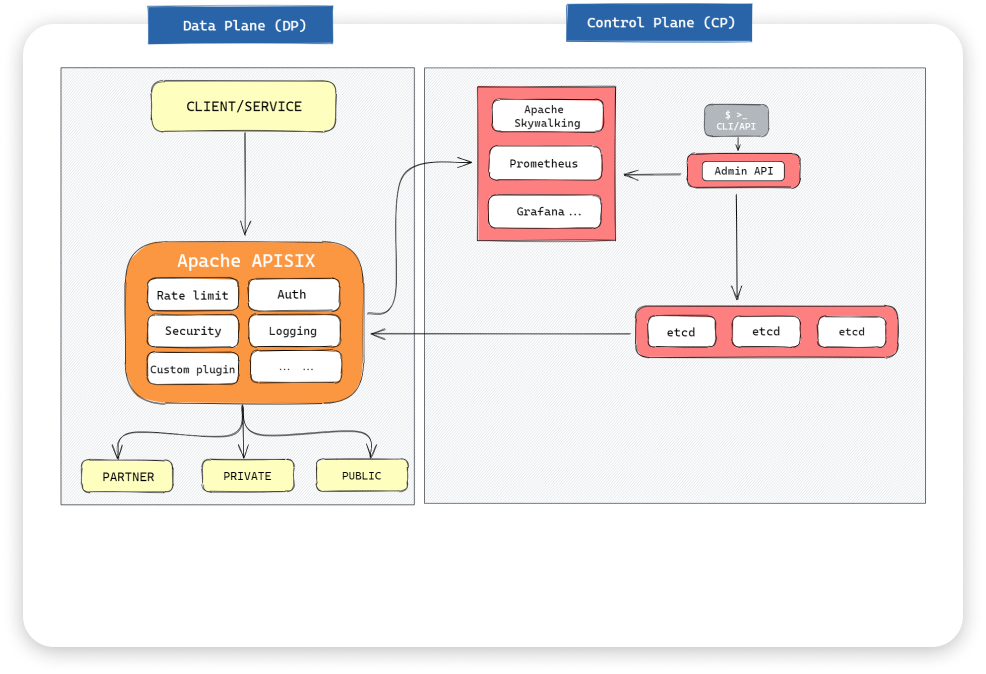 Data Plane (DP)
Control Plane (CP)
CLIENT/SERVICE
Apache APISIX
Rate limit
Auth
Security
Logging
Custom plugin
... ...
PARTNER
PRIVATE
PUBLIC
Apache
Skywalking
Prometheus
Grafana ...
$ >_
CLI/API
Admin API
etcd
etcd
etcd